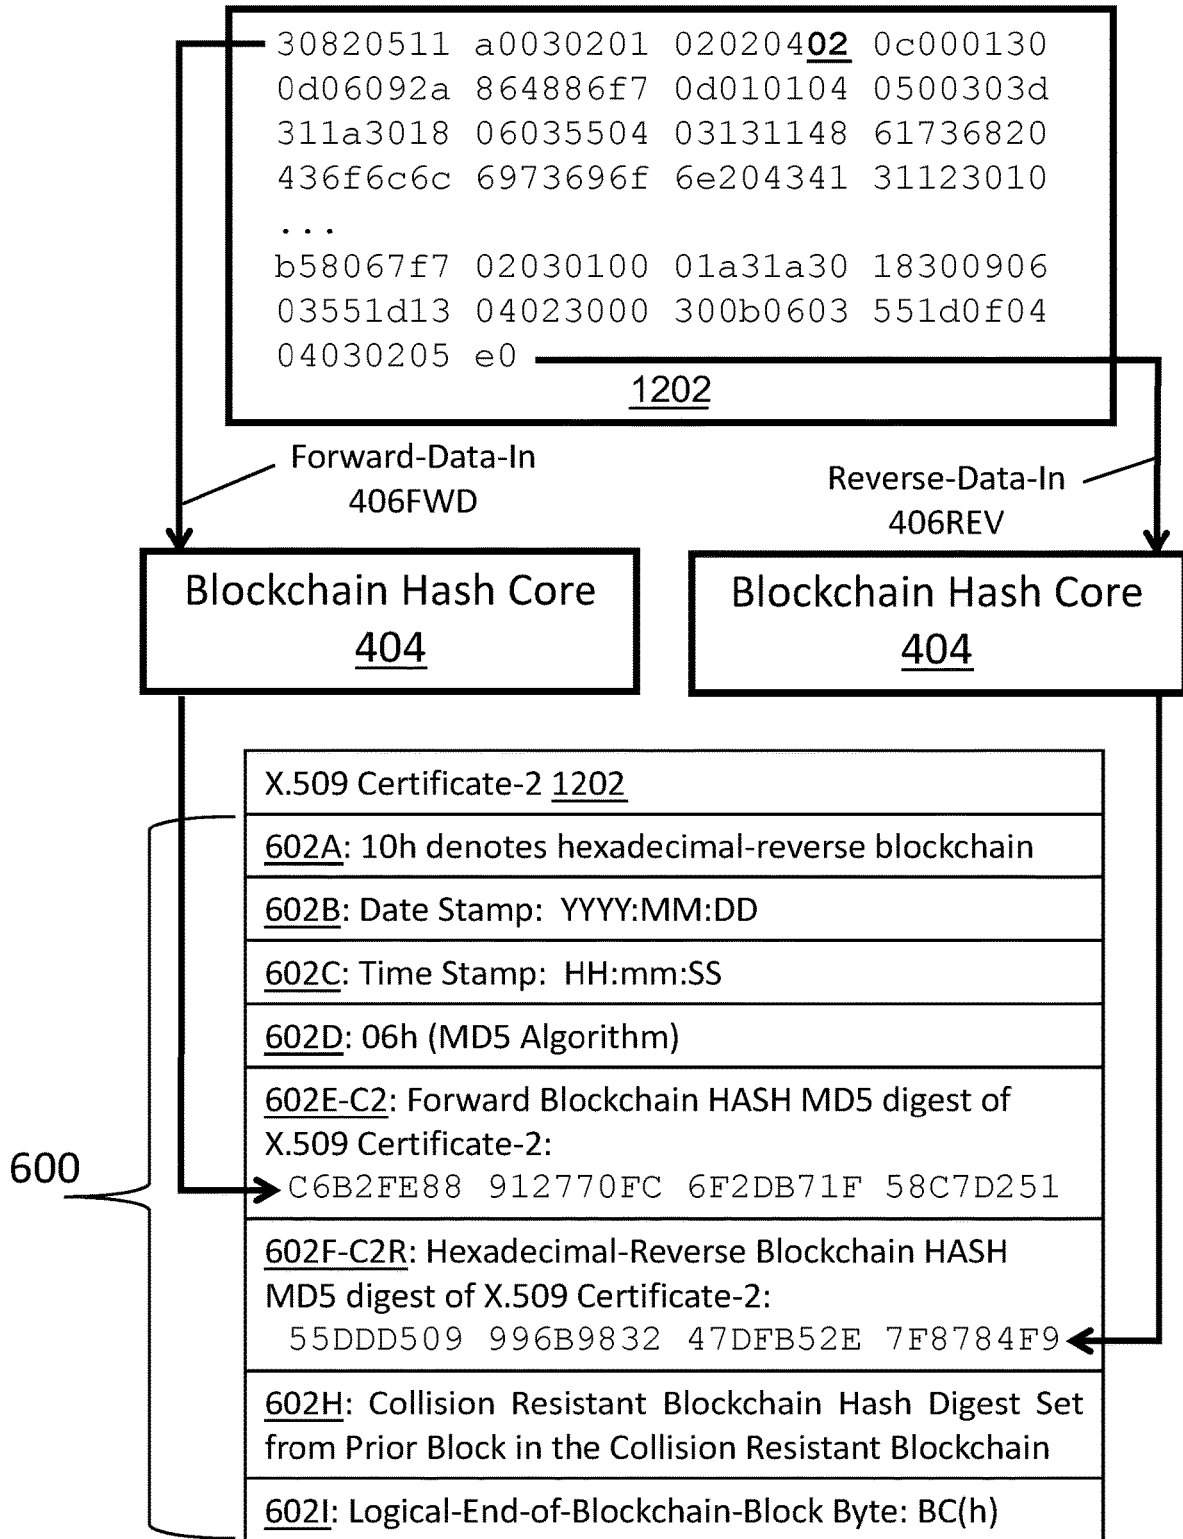 30820511 a0030201 02020402 0c000130
0d06092a 864886f7 0d010104 0500303d
311a3018 06035504 03131148 61736820
436f6c6c 6973696f 6e204341 31123010
...
b58067f7 02030100 01a31a30 18300906
03551d13 04023000 300b0603 551d0f04
04030205 e0
1202
Forward-Data-In
406FWD
Reverse-Data-In
406REV
Blockchain Hash Core
404
Blockchain Hash Core
404
X.509 Certificate-2 1202
602A: 10h denotes hexadecimal-reverse blockchain
602B: Date Stamp: YYYY:MM:DD
602C: Time Stamp: HH:mm:SS
602D: 06h (MD5 Algorithm)
602E-C2: Forward Blockchain HASH MD5 digest of
X.509 Certificate-2:
C6B2FE88 912770FC 6F2DB71F 58C7D251
600
602F-C2R: Hexadecimal-Reverse Blockchain HASH
MD5 digest of X.509 Certificate-2:
55DDD509 996B9832 47DFB52E 7F8784F9
602H: Collision Resistant Blockchain Hash Digest Set
from Prior Block in the Collision Resistant Blockchain
602I: Logical-End-of-Blockchain-Block Byte: BC(h)